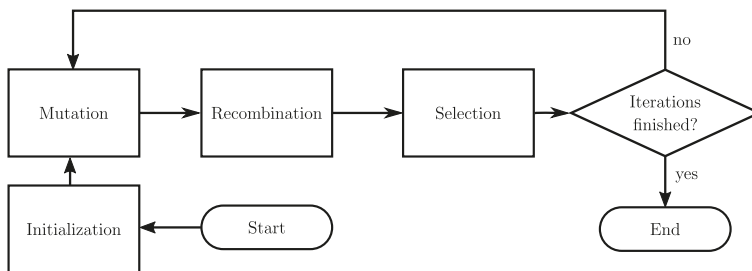 no
Mutation
Recombination
Selection
Iterations
finished?
yes
Initialization
Start
End